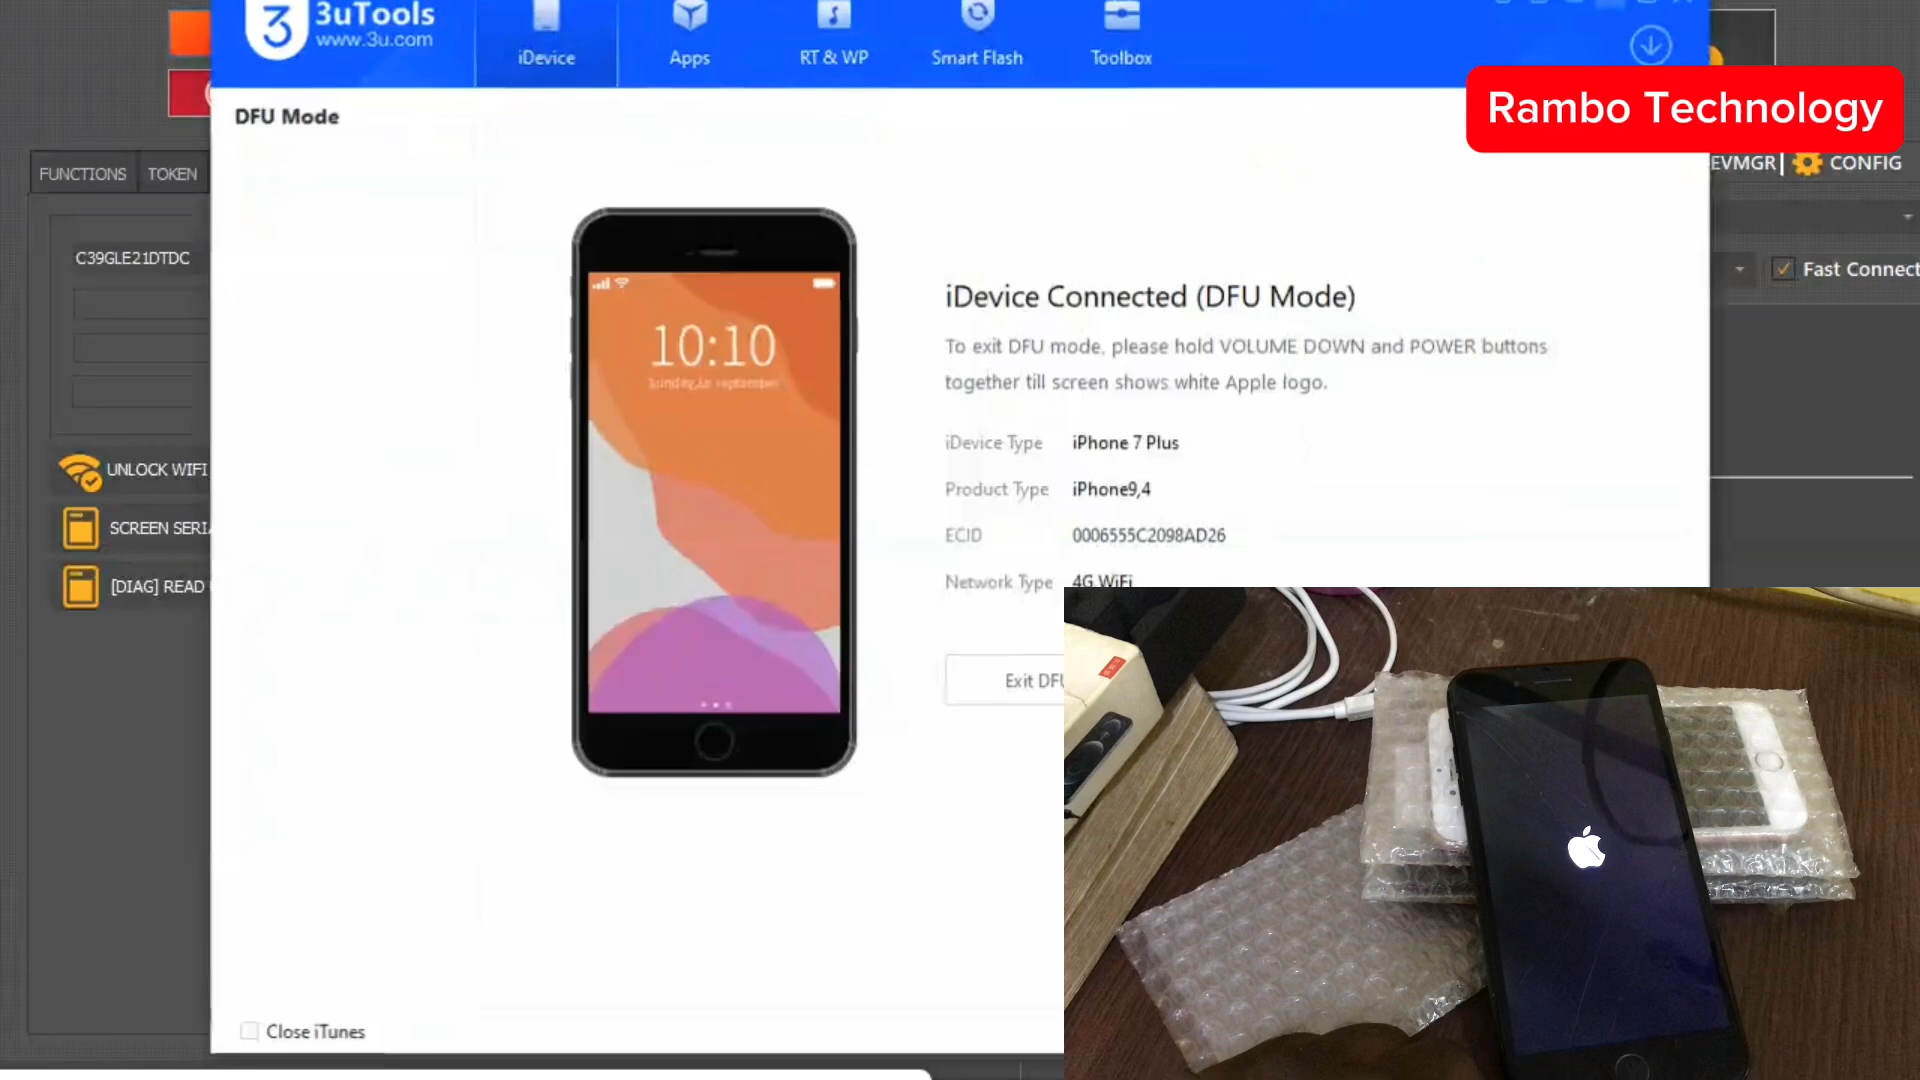 3uTools
www.3u.com
iDevice
Apps
RT & WP
Smart Flash
Toolbox
Rambo Technology
DFU Mode
FUNCTIONS
TOKEN
EVMGR
CONFIG
C39GLE21DTDC
Fast Connect
10:10
iDevice Connected (DFU Mode)
To exit DFU mode, please hold VOLUME DOWN and POWER buttons
together till screen shows white Apple logo.
iDevice Type iPhone 7 Plus
Product Type iPhone9,4
ECID 0006555C2098AD26
Network Type 4G WiFi
UNLOCK WIFI
SCREEN SERIA
[DIAG] READ
Exit DFU
Close iTunes